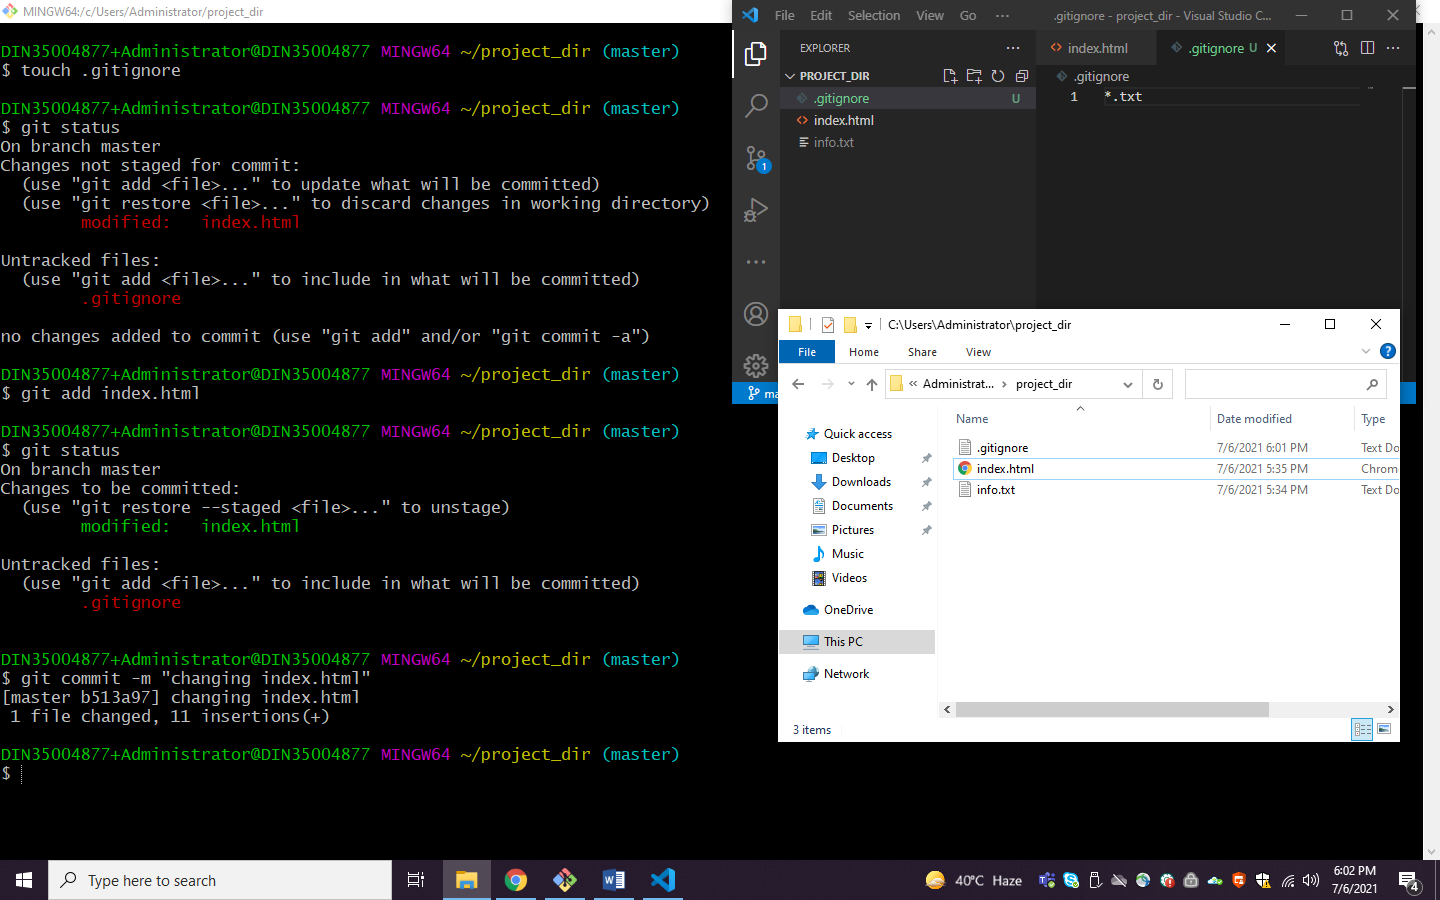 MINGW64:/c/Users/Administrator/project_dir
DIN35004877+Administrator@DIN35004877 MINGW64 ~/project_dir (master)
$ touch .gitignore
DIN35004877+Administrator@DIN35004877 MINGW64 ~/project_dir (master)
$ git status
On branch master
Changes not staged for commit:
  (use "git add <file>..." to update what will be committed)
  (use "git restore <file>..." to discard changes in working directory)
        modified:   index.html
Untracked files:
  (use "git add <file>..." to include in what will be committed)
        .gitignore
no changes added to commit (use "git add" and/or "git commit -a")
DIN35004877+Administrator@DIN35004877 MINGW64 ~/project_dir (master)
$ git add index.html
DIN35004877+Administrator@DIN35004877 MINGW64 ~/project_dir (master)
$ git status
On branch master
Changes to be committed:
  (use "git restore --staged <file>..." to unstage)
        modified:   index.html
Untracked files:
  (use "git add <file>..." to include in what will be committed)
        .gitignore
DIN35004877+Administrator@DIN35004877 MINGW64 ~/project_dir (master)
$ git commit -m "changing index.html"
[master b513a97] changing index.html
 1 file changed, 11 insertions(+)
DIN35004877+Administrator@DIN35004877 MINGW64 ~/project_dir (master)
$
File Edit Selection View Go ... .gitignore - project_dir - Visual Studio C...
EXPLORER ...
index.html
.gitignore U
PROJECT_DIR
.gitignore U
index.html
info.txt
.gitignore
1 *.txt
1
ma
C:\Users\Administrator\project_dir
File Home Share View
Administrat... > project_dir
Quick access
Desktop
Downloads
Documents
Pictures
Music
Videos
OneDrive
This PC
Network
Name Date modified Type
.gitignore 7/6/2021 6:01 PM Text Do
index.html 7/6/2021 5:35 PM Chrom
info.txt 7/6/2021 5:34 PM Text Do
3 items
Type here to search
40°C Haze
6:02 PM
7/6/2021
4